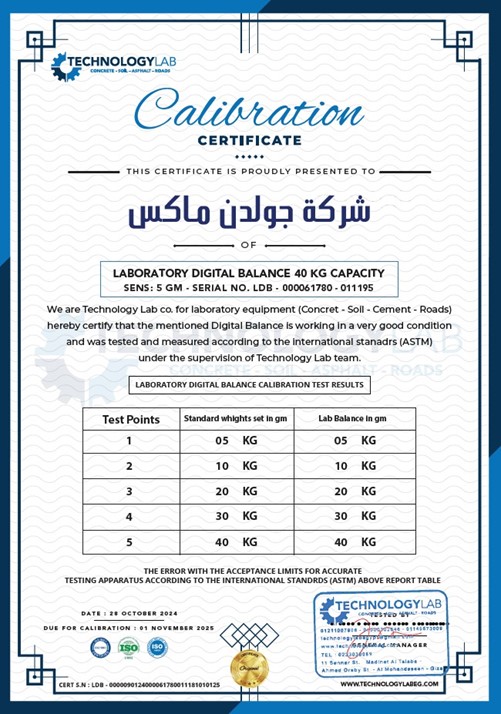 TECHNOLOGYLAB
CONCRETE - SOIL - ASPHALT - ROADS
Calibration
CERTIFICATE
THIS CERTIFICATE IS PROUDLY PRESENTED TO
شركة جولدن ماكس
OF
LABORATORY DIGITAL BALANCE 40 KG CAPACITY
SENS: 5 GM - SERIAL NO. LDB - 000061780 - 011195
We are Technology Lab co. for laboratory equipment (Concret - Soil - Cement - Roads)
hereby certify that the mentioned Digital Balance is working in a very good condition
and was tested and measured according to the international stanadrs (ASTM)
under the supervision of Technology Lab team.
LABORATORY DIGITAL BALANCE CALIBRATION TEST RESULTS
Test Points Standard whights set in gm Lab Balance in gm
1 05 KG 05 KG
2 10 KG 10 KG
3 20 KG 20 KG
4 30 KG 30 KG
5 40 KG 40 KG
THE ERROR WITH THE ACCEPTANCE LIMITS FOR ACCURATE
TESTING APPARATUS ACCORDING TO THE INTERNATIONAL STANDRDS (ASTM) ABOVE REPORT TABLE
DATE : 28 OCTOBER 2024
DUE FOR CALIBRATION : 01 NOVEMBER 2025
ISO
TECHNOLOGYLAB
TESTED BY
GENERAL MANAGER
11 Sanner St. Madinet Al Talaba
CERT S.N : LDB - 0000090124000061780011181010125
WWW.TECHNOLOGYLABEG.COM